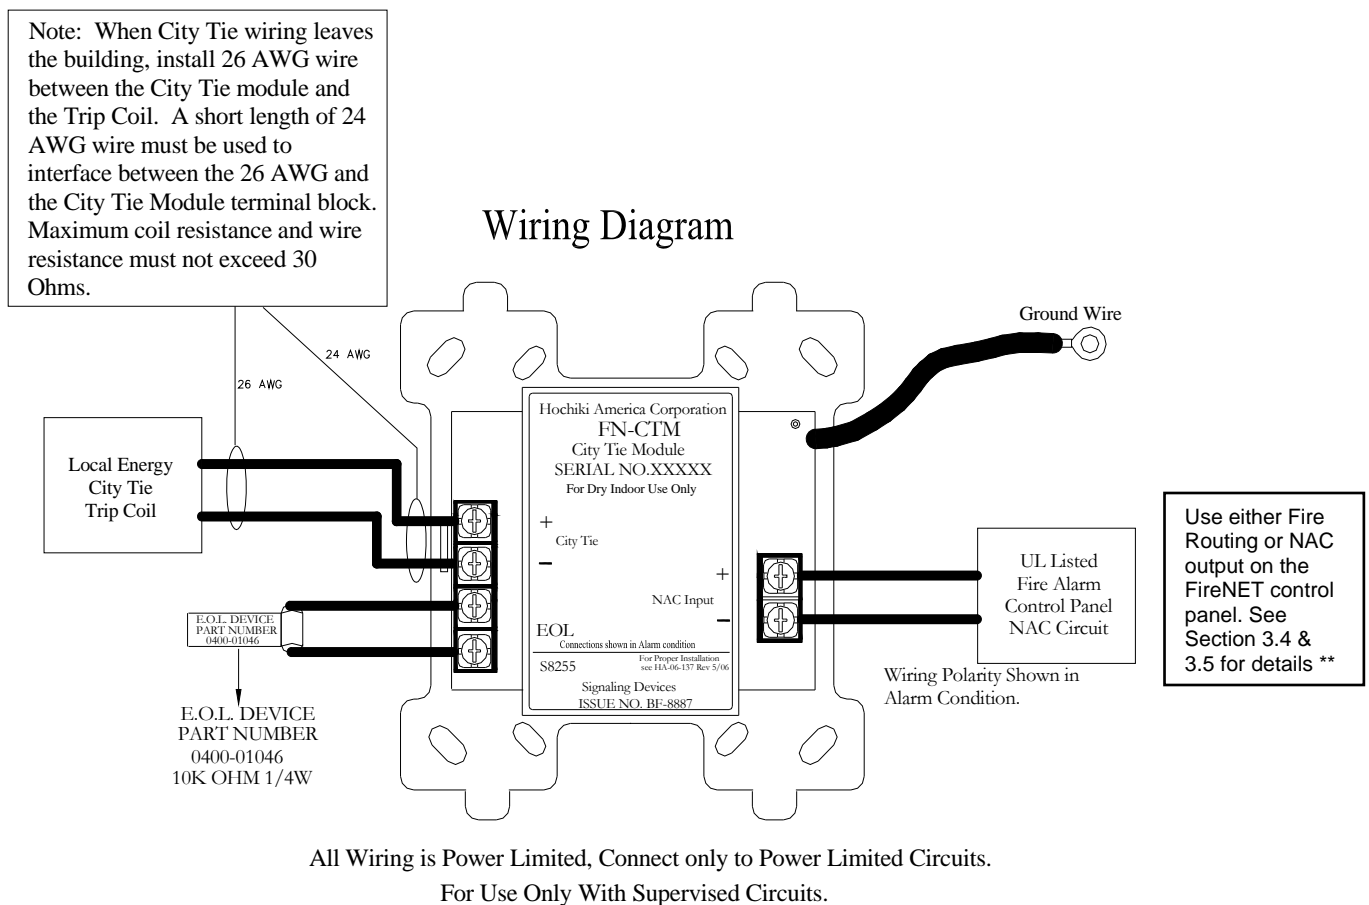 Note: When City Tie wiring leaves
the building, install 26 AWG wire
between the City Tie module and
the Trip Coil. A short length of 24
AWG wire must be used to
interface between the 26 AWG and
the City Tie Module terminal block.
Maximum coil resistance and wire
resistance must not exceed 30
Ohms.
Wiring Diagram
Ground Wire
24 AWG
26 AWG
Local Energy
City Tie
Trip Coil
Hochiki America Corporation
FN-CTM
City Tie Module
SERIAL NO.XXXXX
For Dry Indoor Use Only
+
City Tie
−
+
NAC Input
−
EOL
Connections shown in Alarm condition
S8255
For Proper Installation
see HA-06-137 Rev 5/06
Signaling Devices
ISSUE NO. BF-8887
UL Listed
Fire Alarm
Control Panel
NAC Circuit
Wiring Polarity Shown in
Alarm Condition.
Use either Fire
Routing or NAC
output on the
FireNET control
panel. See
Section 3.4 &
3.5 for details **
E.O.L. DEVICE
PART NUMBER
0400-01046
E.O.L. DEVICE
PART NUMBER
0400-01046
10K OHM 1/4W
All Wiring is Power Limited, Connect only to Power Limited Circuits.
For Use Only With Supervised Circuits.